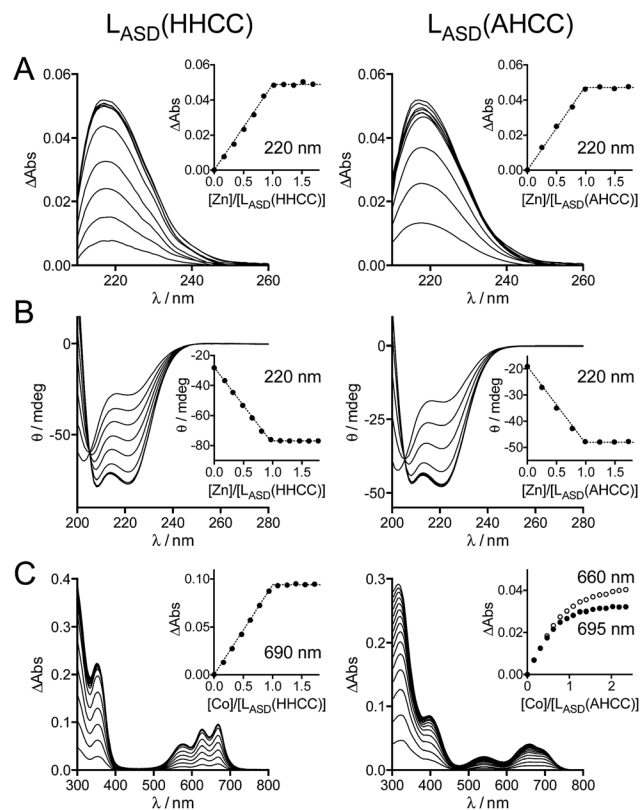 L_ASD(HHCC) L_ASD(AHCC)
A
0.06
0.04
0.02
0.00
ΔAbs
220 240 260
λ / nm
0.06
0.04
0.02
0.00
ΔAbs
0.0 0.5 1.0 1.5
[Zn]/[L_ASD(HHCC)]
220 nm
0.06
0.04
0.02
0.00
ΔAbs
220 240 260
λ / nm
0.06
0.04
0.02
0.00
ΔAbs
0.0 0.5 1.0 1.5
[Zn]/[L_ASD(AHCC)]
220 nm
B
0
-50
θ / mdeg
200 220 240 260 280
λ / nm
-20
-40
-60
-80
θ / mdeg
0.0 0.5 1.0 1.5
[Zn]/[L_ASD(HHCC)]
220 nm
0
-25
-50
θ / mdeg
200 220 240 260 280
λ / nm
-20
-30
-40
-50
θ / mdeg
0.0 0.5 1.0 1.5
[Zn]/[L_ASD(AHCC)]
220 nm
C
0.4
0.3
0.2
0.1
0.0
ΔAbs
300 400 500 600 700 800
λ / nm
0.10
0.05
0.00
ΔAbs
0.0 0.5 1.0 1.5
[Co]/[L_ASD(HHCC)]
690 nm
0.3
0.2
0.1
0.0
ΔAbs
300 400 500 600 700 800
λ / nm
0.04
0.02
0.00
ΔAbs
0 1 2
[Co]/[L_ASD(AHCC)]
660 nm
695 nm